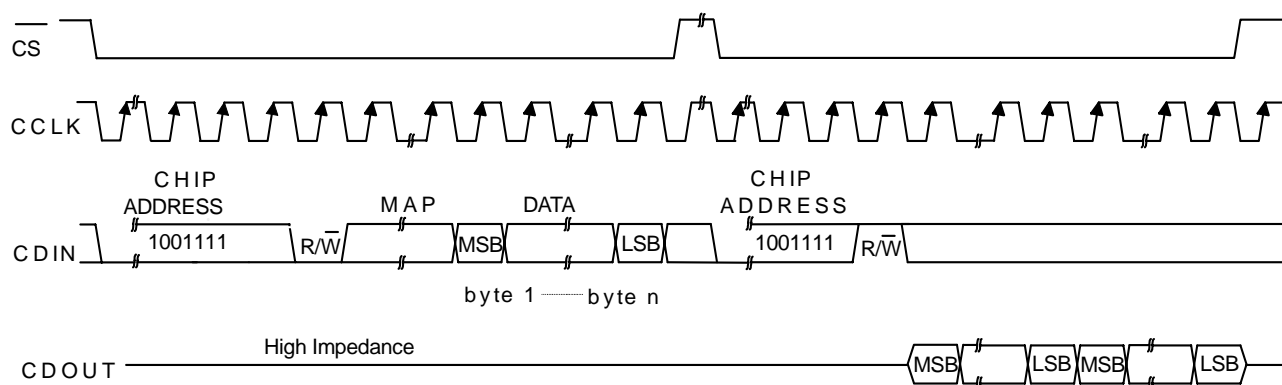 C̅S̅
CCLK
CHIP
ADDRESS
MAP
DATA
CHIP
ADDRESS
CDIN
1001111
R/W̅
MSB
LSB
1001111
R/W̅
byte 1 byte n
High Impedance
CDOUT
MSB
LSB
MSB
LSB